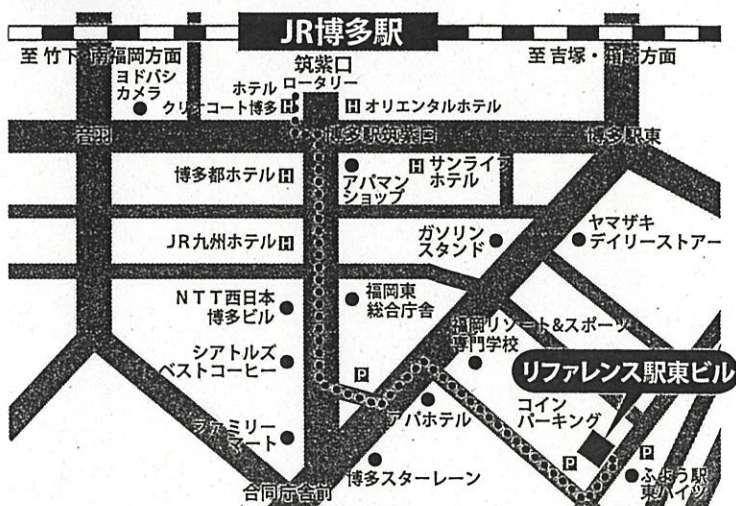 JR博多駅
至 竹下・南福岡方面
至 吉塚・箱崎方面
筑紫口
ロータリー
ヨドバシ
カメラ
ホテル
クリオコート博多 H
H オリエンタルホテル
音羽
博多駅筑紫口
博多駅東
博多都ホテル H
アパマン
ショップ
H サンライフ
ホテル
JR九州ホテル H
ガソリン
スタンド
ヤマザキ
デイリーストアー
NTT西日本
博多ビル
福岡東
総合庁舎
福岡リゾート&スポーツ
専門学校
シアトルズ
ベストコーヒー
P
リファレンス駅東ビル
アパホテル
コイン
パーキング
ファミリー
マート
博多スターレーン
P
P
ふよう駅
東ハイツ
合同庁舎前